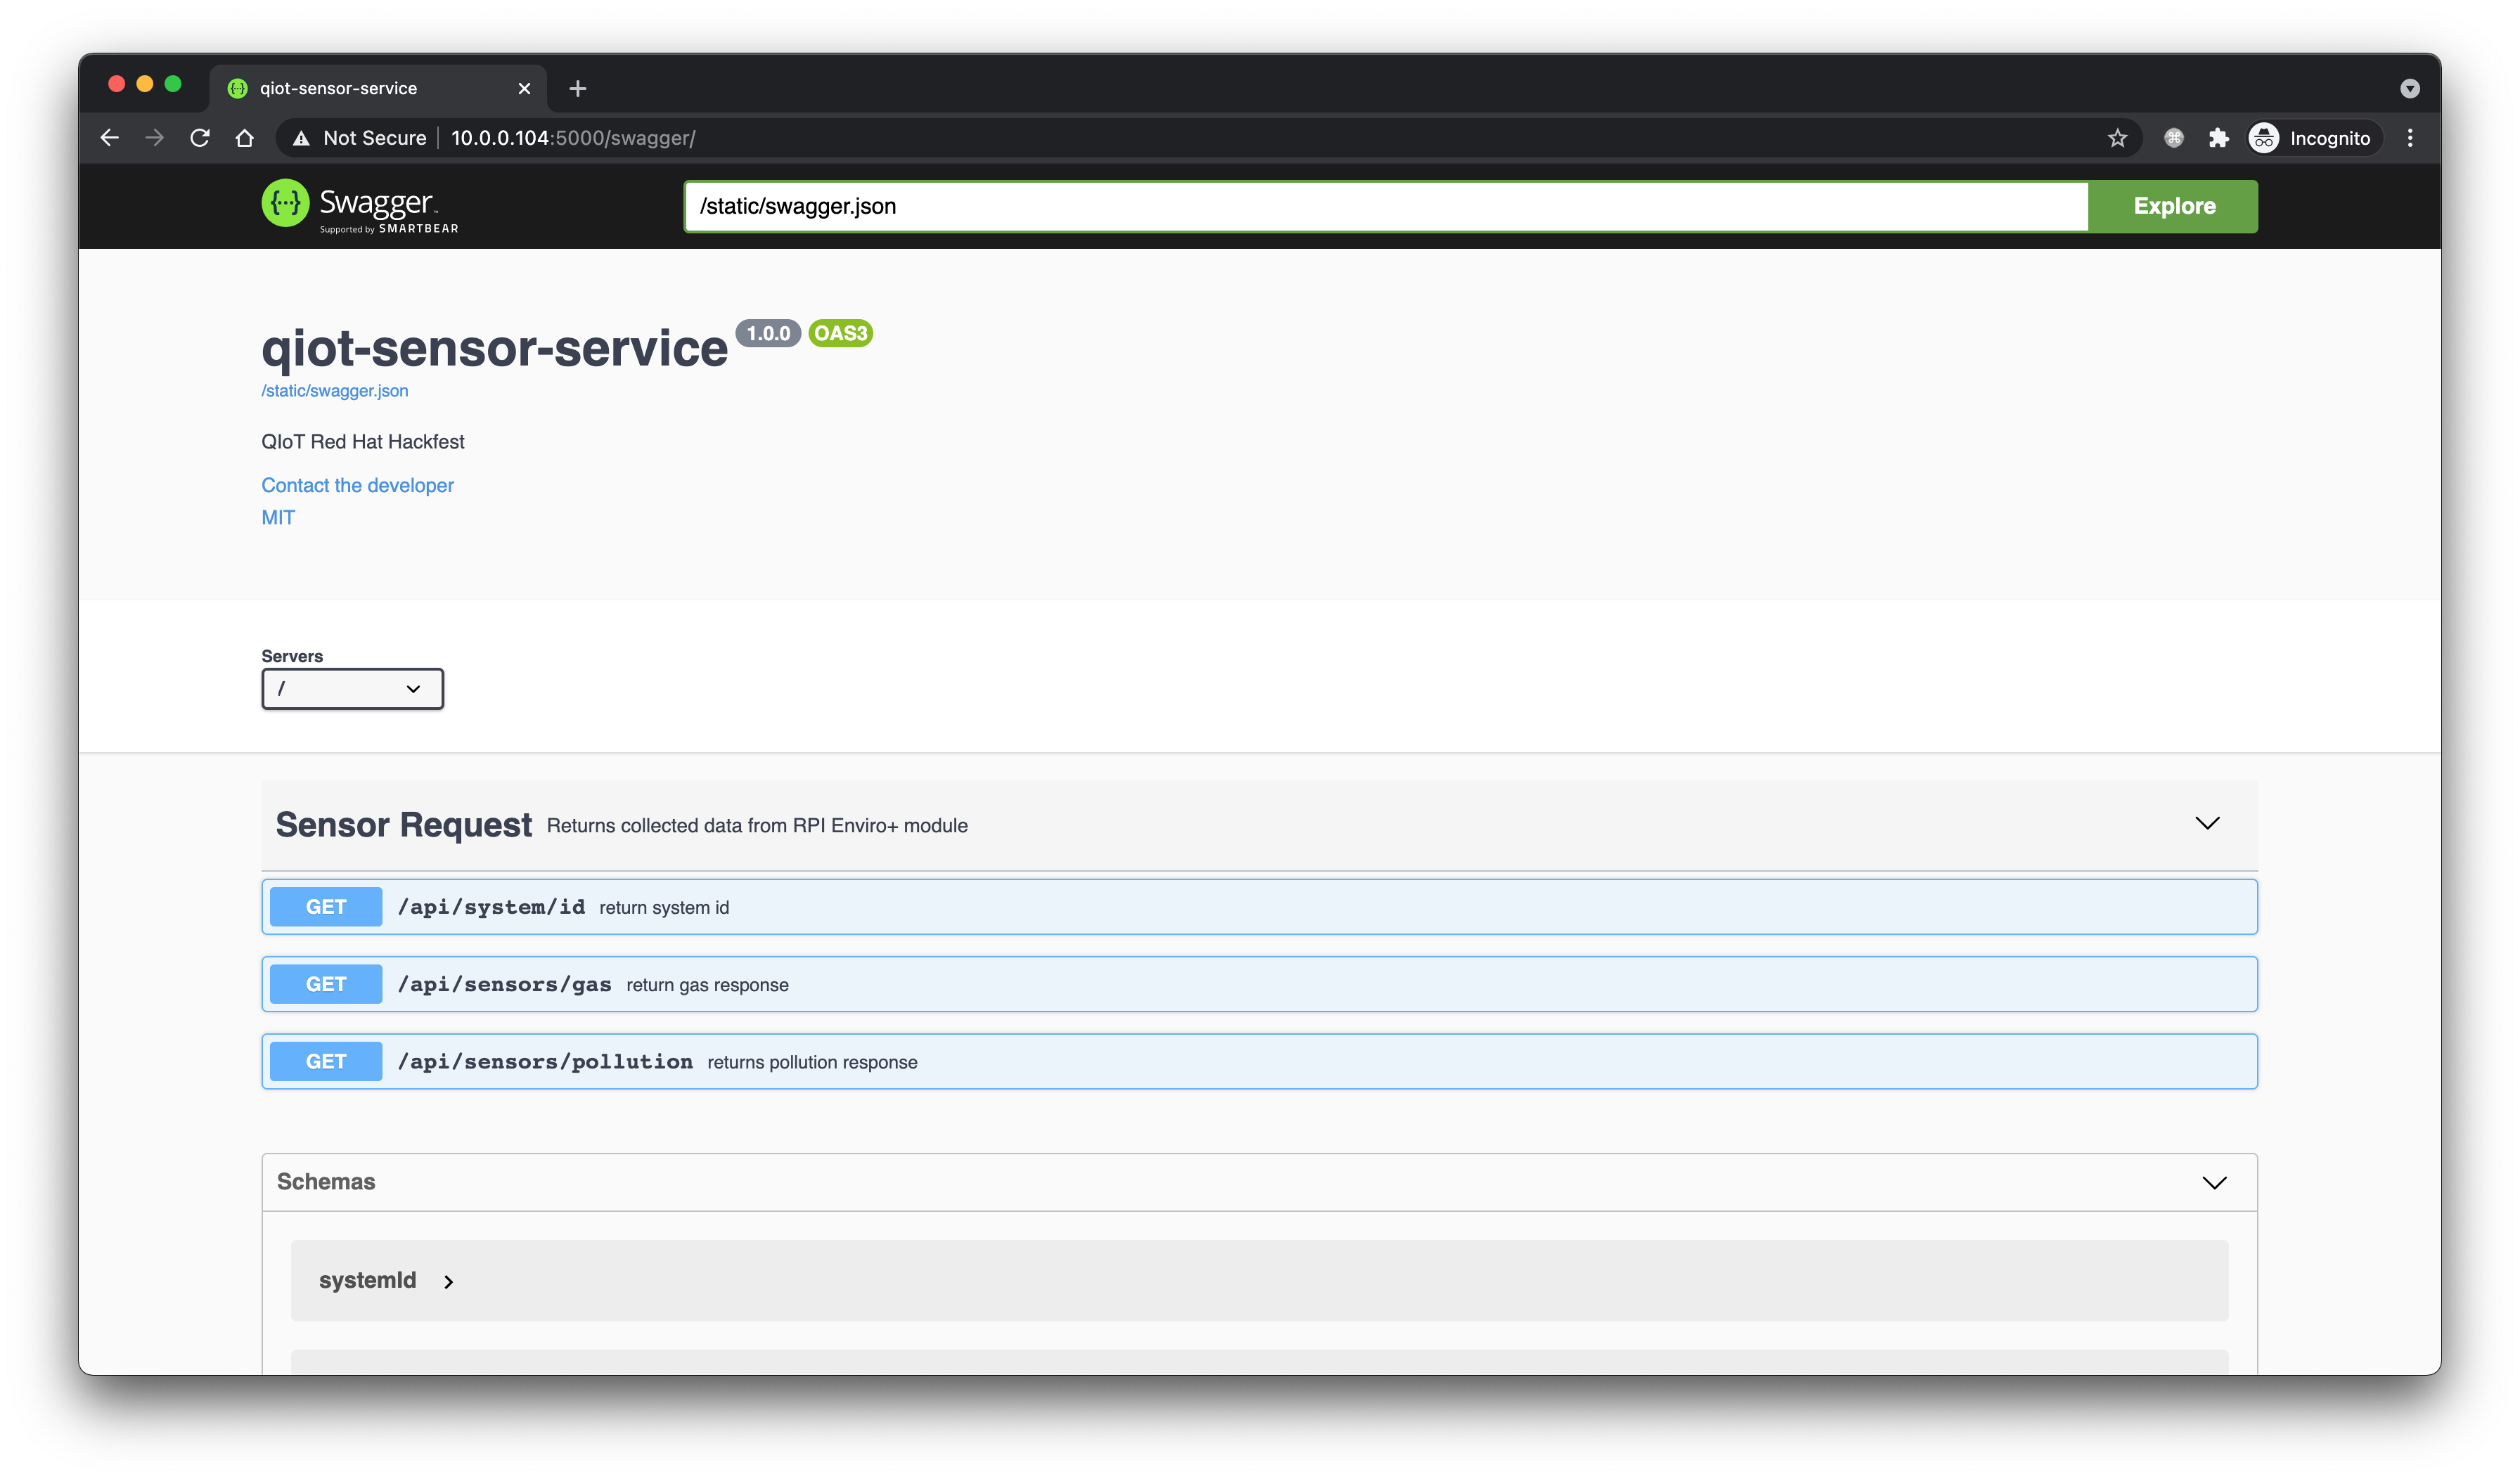 qiot-sensor-service
Not Secure 10.0.0.104:5000/swagger/
Incognito
{···} Swagger™
Supported by SMARTBEAR
/static/swagger.json
Explore
qiot-sensor-service 1.0.0 OAS3
/static/swagger.json
QIoT Red Hat Hackfest
Contact the developer
MIT
Servers
/
Sensor Request Returns collected data from RPI Enviro+ module
GET /api/system/id return system id
GET /api/sensors/gas return gas response
GET /api/sensors/pollution returns pollution response
Schemas
systemId